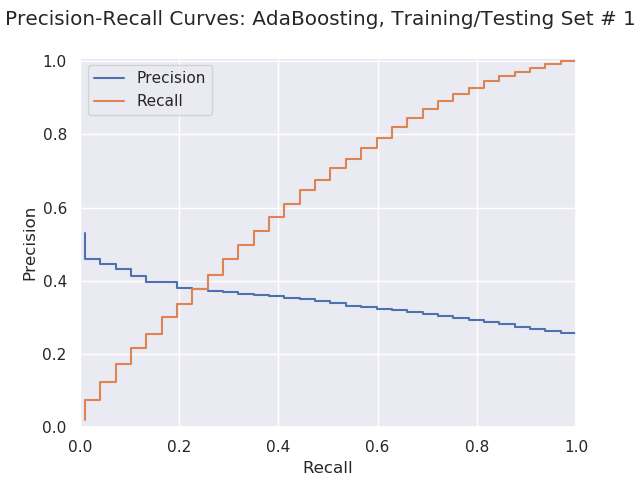 Precision-Recall Curves: AdaBoosting, Training/Testing Set # 1
Precision
Recall
1.0
0.8
0.6
0.4
0.2
0.0
Precision
0.0 0.2 0.4 0.6 0.8 1.0
Recall